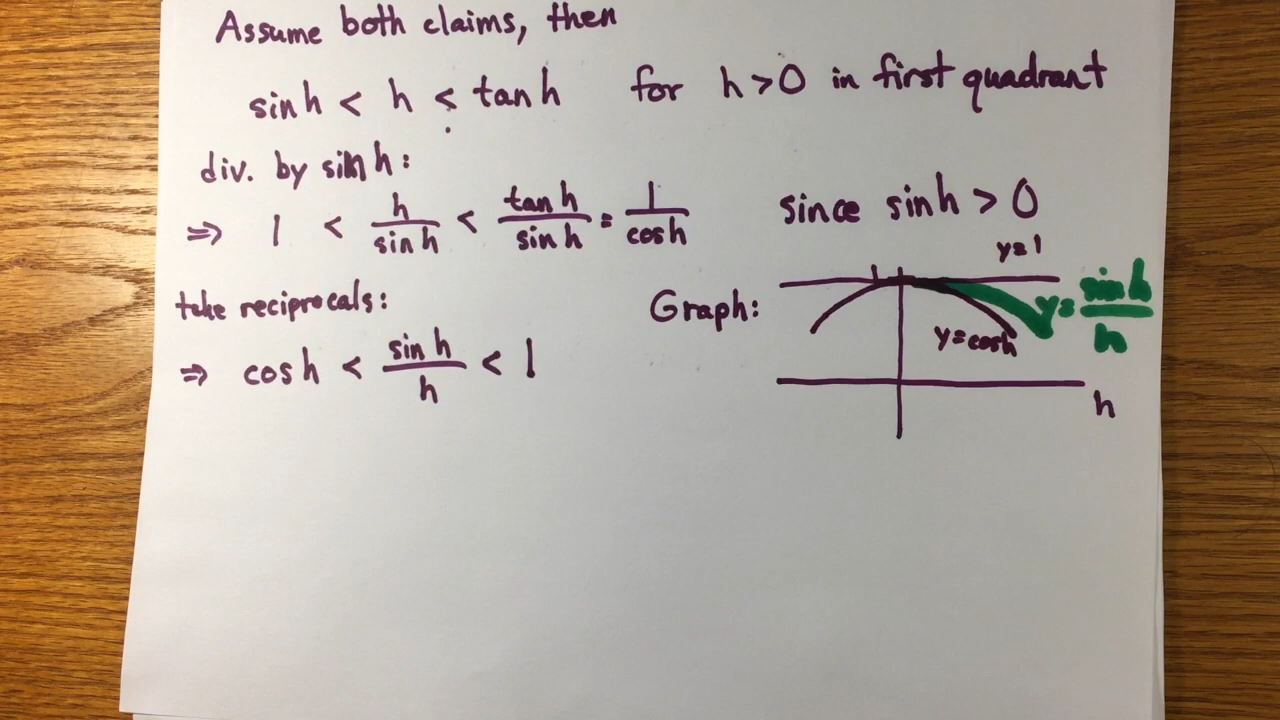 Assume both claims, then
sin h < h < tan h for h > 0 in first quadrant
div. by sin h:
⇒ 1 < h/sin h < tan h/sin h = 1/cos h since sin h > 0
take reciprocals:
⇒ cos h < sin h/h < 1
Graph:
y=1
y = sin h/h
y=cosh
h